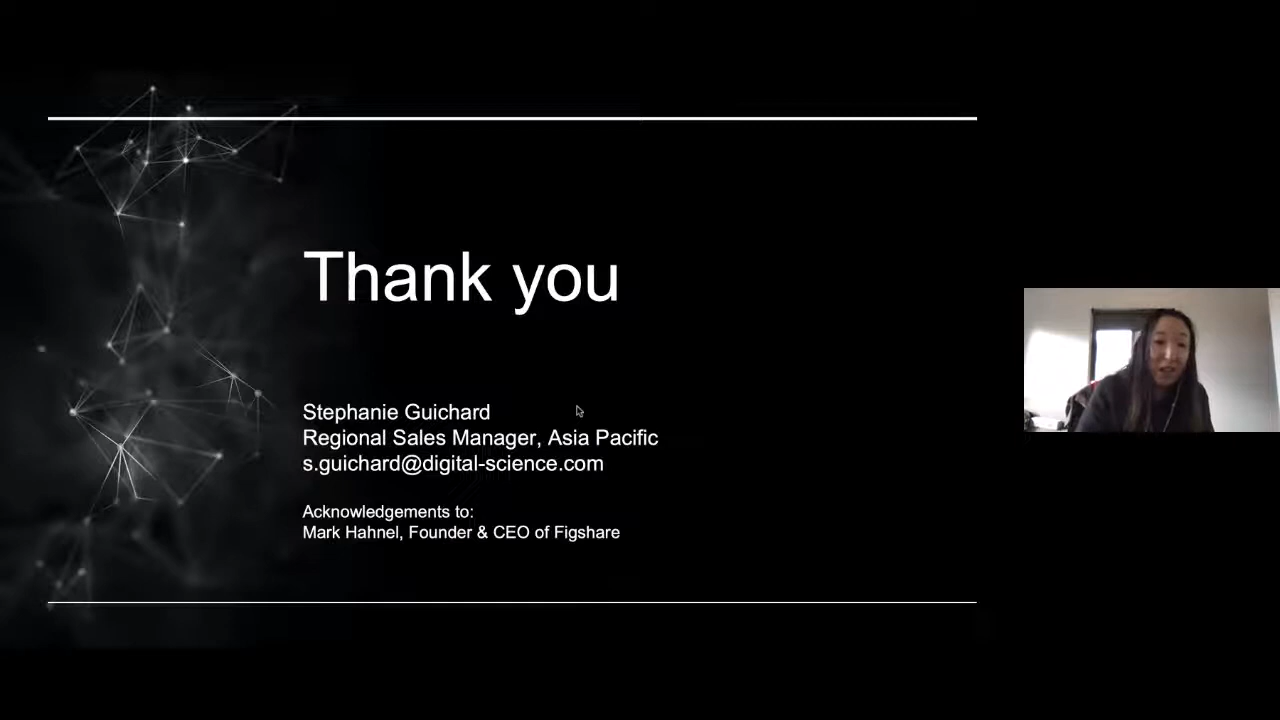 Thank you
Stephanie Guichard
Regional Sales Manager, Asia Pacific
s.guichard@digital-science.com
Acknowledgements to:
Mark Hahnel, Founder & CEO of Figshare